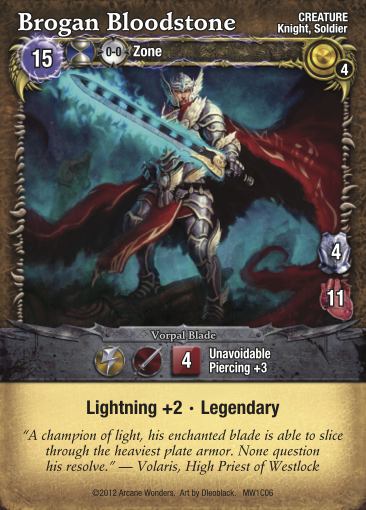 Brogan Bloodstone
CREATURE
Knight, Soldier
15
0-0 Zone
4
4
11
Vorpal Blade
4
Unavoidable
Piercing +3
Lightning +2 · Legendary
“A champion of light, his enchanted blade is able to slice
through the heaviest plate armor. None question
his resolve.” — Volaris, High Priest of Westlock
©2012 Arcane Wonders. Art by Dleoblack. MW1C06